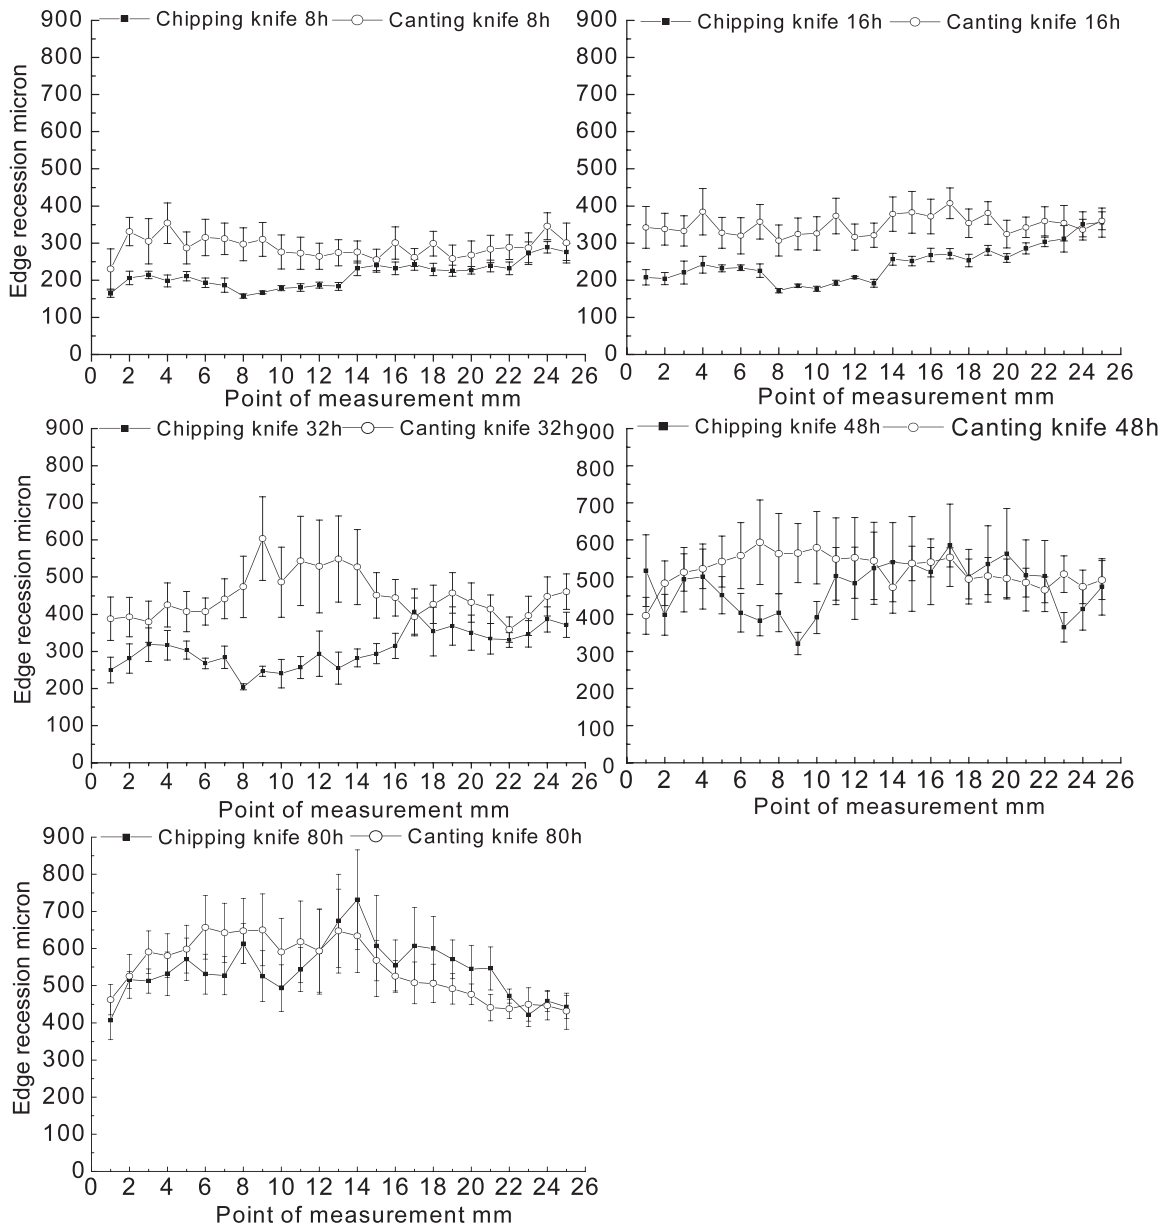 Chipping knife 8h Canting knife 8h
900
800
700
600
500
400
300
200
100
0
Edge recession micron
0 2 4 6 8 10 12 14 16 18 20 22 24 26
Point of measurement mm
Chipping knife 16h Canting knife 16h
900
800
700
600
500
400
300
200
100
0
0 2 4 6 8 10 12 14 16 18 20 22 24 26
Point of measurement mm
Chipping knife 32h Canting knife 32h
900
800
700
600
500
400
300
200
100
0
Edge recession micron
0 2 4 6 8 10 12 14 16 18 20 22 24 26
Point of measurement mm
Chipping knife 48h Canting knife 48h
900
800
700
600
500
400
300
200
100
0
0 2 4 6 8 10 12 14 16 18 20 22 24 26
Point of measurement mm
Chipping knife 80h Canting knife 80h
900
800
700
600
500
400
300
200
100
0
Edge recession micron
0 2 4 6 8 10 12 14 16 18 20 22 24 26
Point of measurement mm